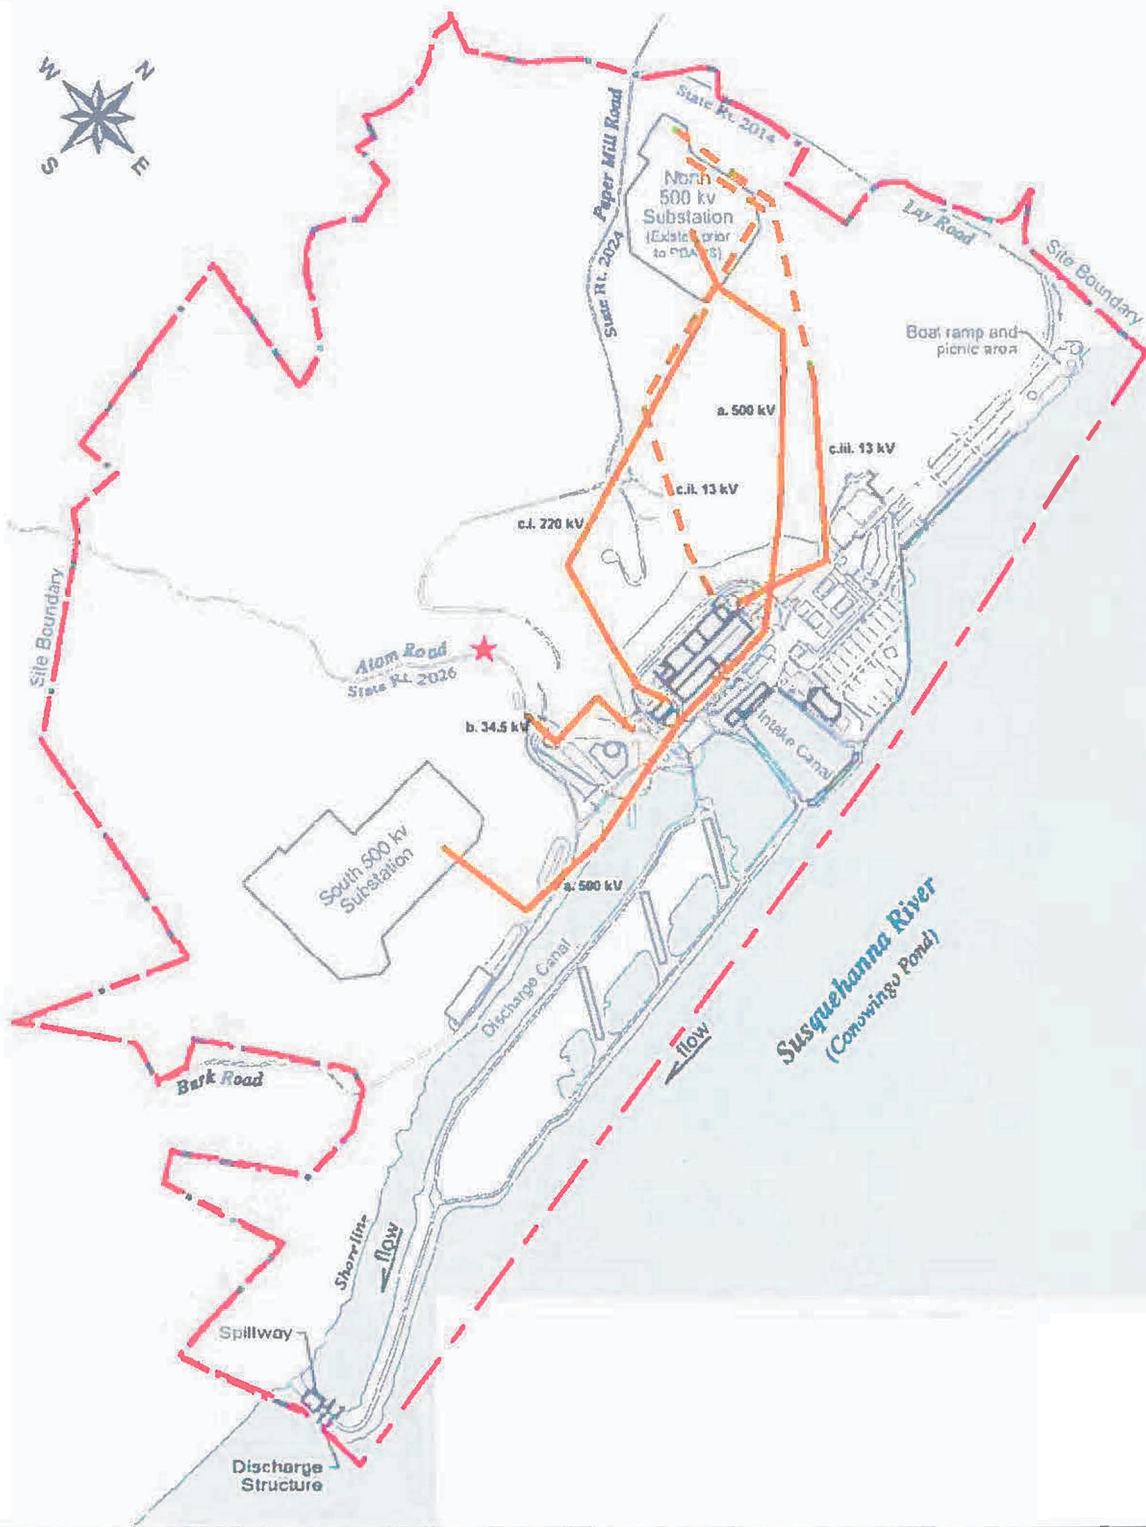 W
N
S
E
State Rt. 2014
Paper Mill Road
State Rt. 2024
North
500 kv
Substation
(Existed prior
Lay Road
Site Boundary
Boat ramp and
picnic area
a. 500 kV
c.iii. 13 kV
c.ii. 13 kV
c.i. 220 kV
Site Boundary
Atom Road
State Rt. 2026
b. 34.5 kV
Intake Canal
South 500 kv
Substation
a. 500 kV
Discharge Canal
Susquehanna River
(Conowingo Pond)
flow
Burk Road
Shoreline
flow
Spillway
Discharge
Structure